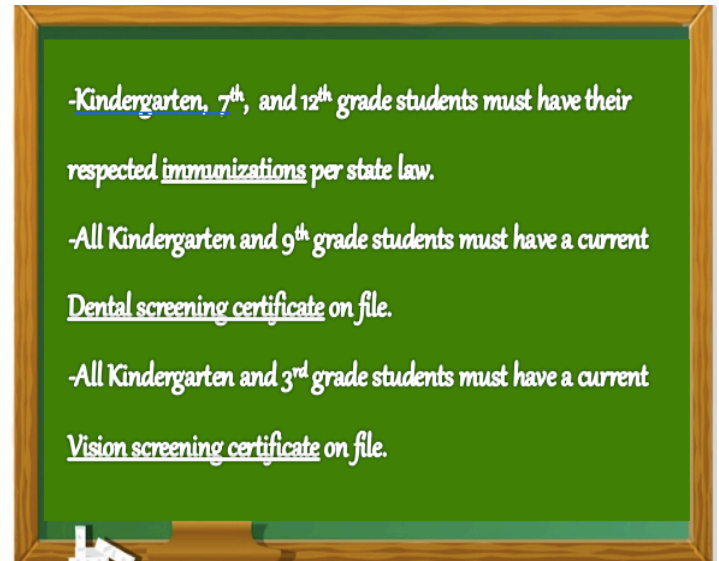 -Kindergarten, 7th, and 12th grade students must have their
respected immunizations per state law.
-All Kindergarten and 9th grade students must have a current
Dental screening certificate on file.
-All Kindergarten and 3rd grade students must have a current
Vision screening certificate on file.